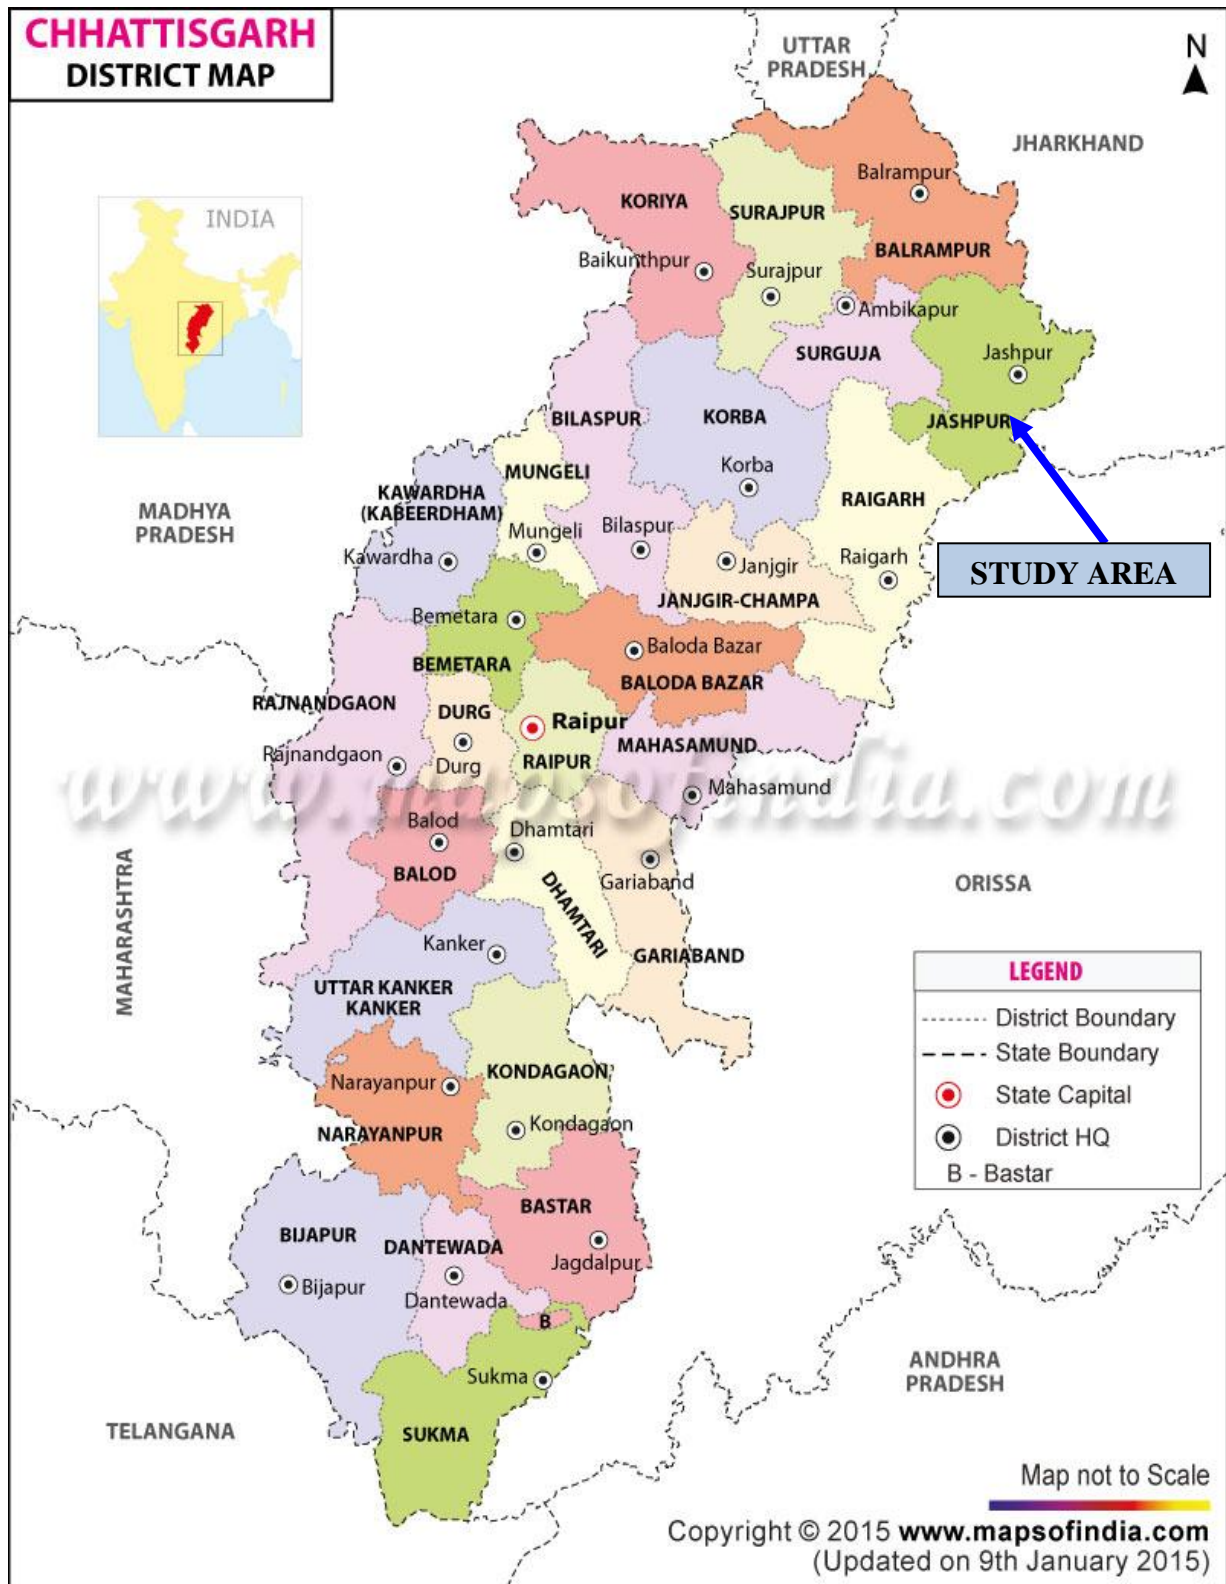 CHHATTISGARH
DISTRICT MAP
UTTAR
PRADESH
N
JHARKHAND
INDIA
KORIYA
SURAJPUR
Balrampur
BALRAMPUR
Baikunthpur
Surajpur
Ambikapur
SURGUJA
Jashpur
JASHPUR
BILASPUR
KORBA
Korba
MUNGELI
KAWARDHA
(KABEERDHAM)
MADHYA
PRADESH
RAIGARH
Mungeli
Bilaspur
Kawardha
Janjgir
Raigarh
STUDY AREA
JANJGIR-CHAMPA
Bemetara
BEMETARA
Baloda Bazar
BALODA BAZAR
RAJNANDGAON
DURG
Raipur
Rajnandgaon
Durg
RAIPUR
MAHASAMUND
Mahasamund
www.mapsofindia.com
Balod
BALOD
Dhamtari
DHAMTARI
Gariaband
GARIABAND
MAHARASHTRA
ORISSA
Kanker
UTTAR KANKER
KANKER
LEGEND
District Boundary
State Boundary
State Capital
District HQ
B - Bastar
Narayanpur
NARAYANPUR
KONDAGAON
Kondagaon
BASTAR
Jagdalpur
BIJAPUR
Bijapur
DANTEWADA
Dantewada
B
Sukma
SUKMA
ANDHRA
PRADESH
TELANGANA
Map not to Scale
Copyright © 2015 www.mapsofindia.com
(Updated on 9th January 2015)